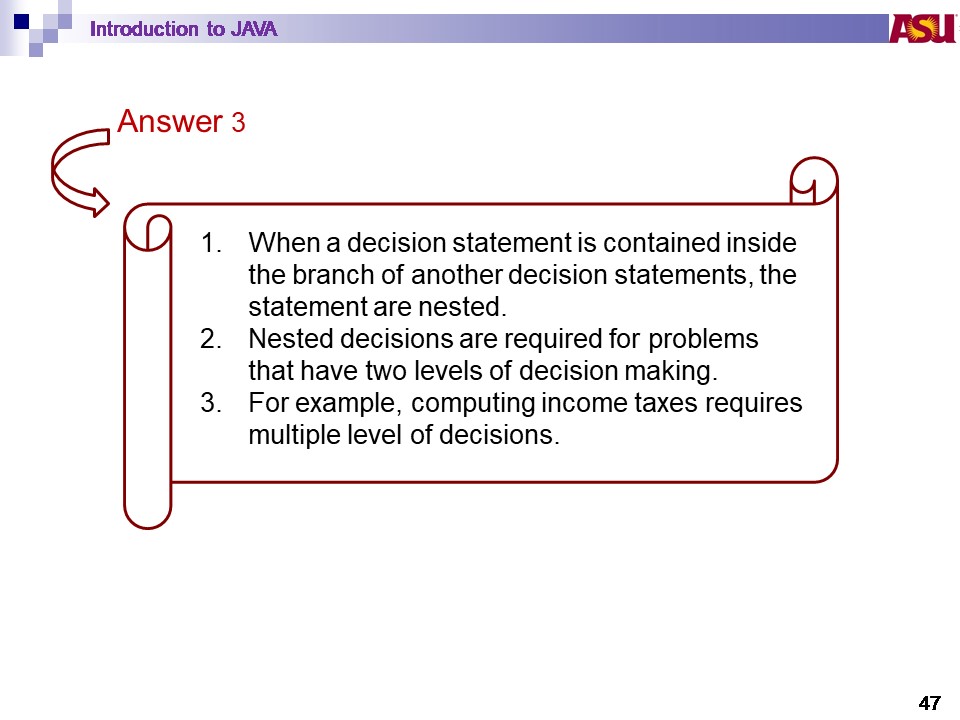 Introduction to JAVA
ASU
Answer 3
1. When a decision statement is contained inside
the branch of another decision statements, the
statement are nested.
2. Nested decisions are required for problems
that have two levels of decision making.
3. For example, computing income taxes requires
multiple level of decisions.
47